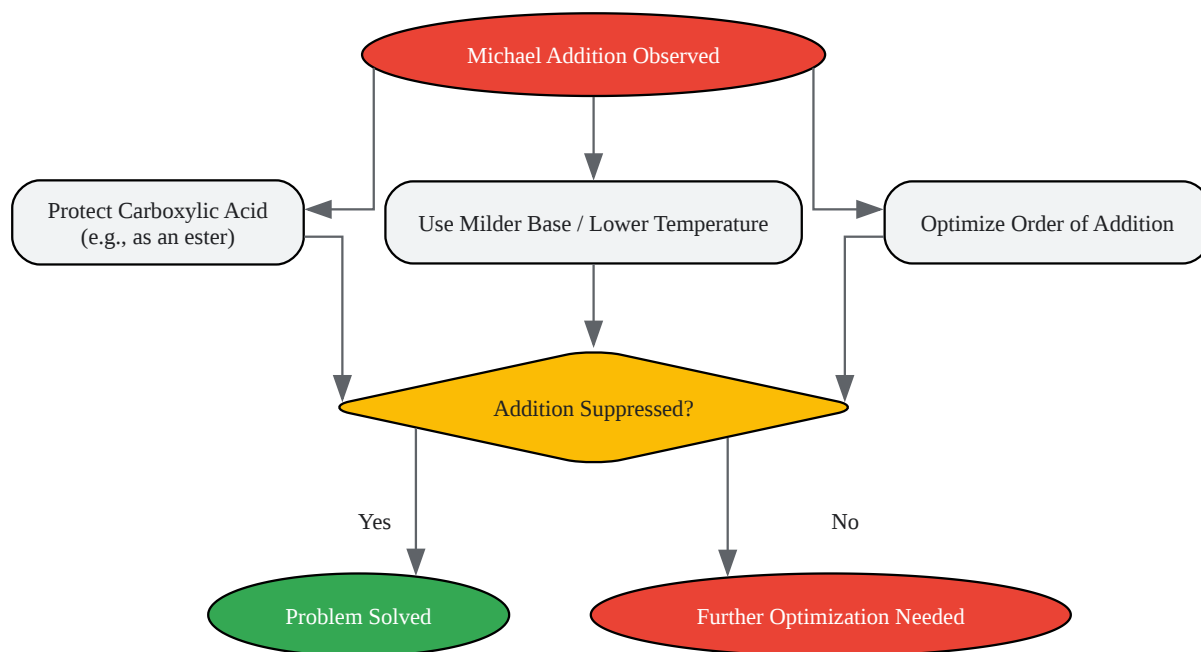 Michael Addition Observed
Protect Carboxylic Acid
(e.g., as an ester)
Use Milder Base / Lower Temperature
Optimize Order of Addition
Addition Suppressed?
Yes
No
Problem Solved
Further Optimization Needed